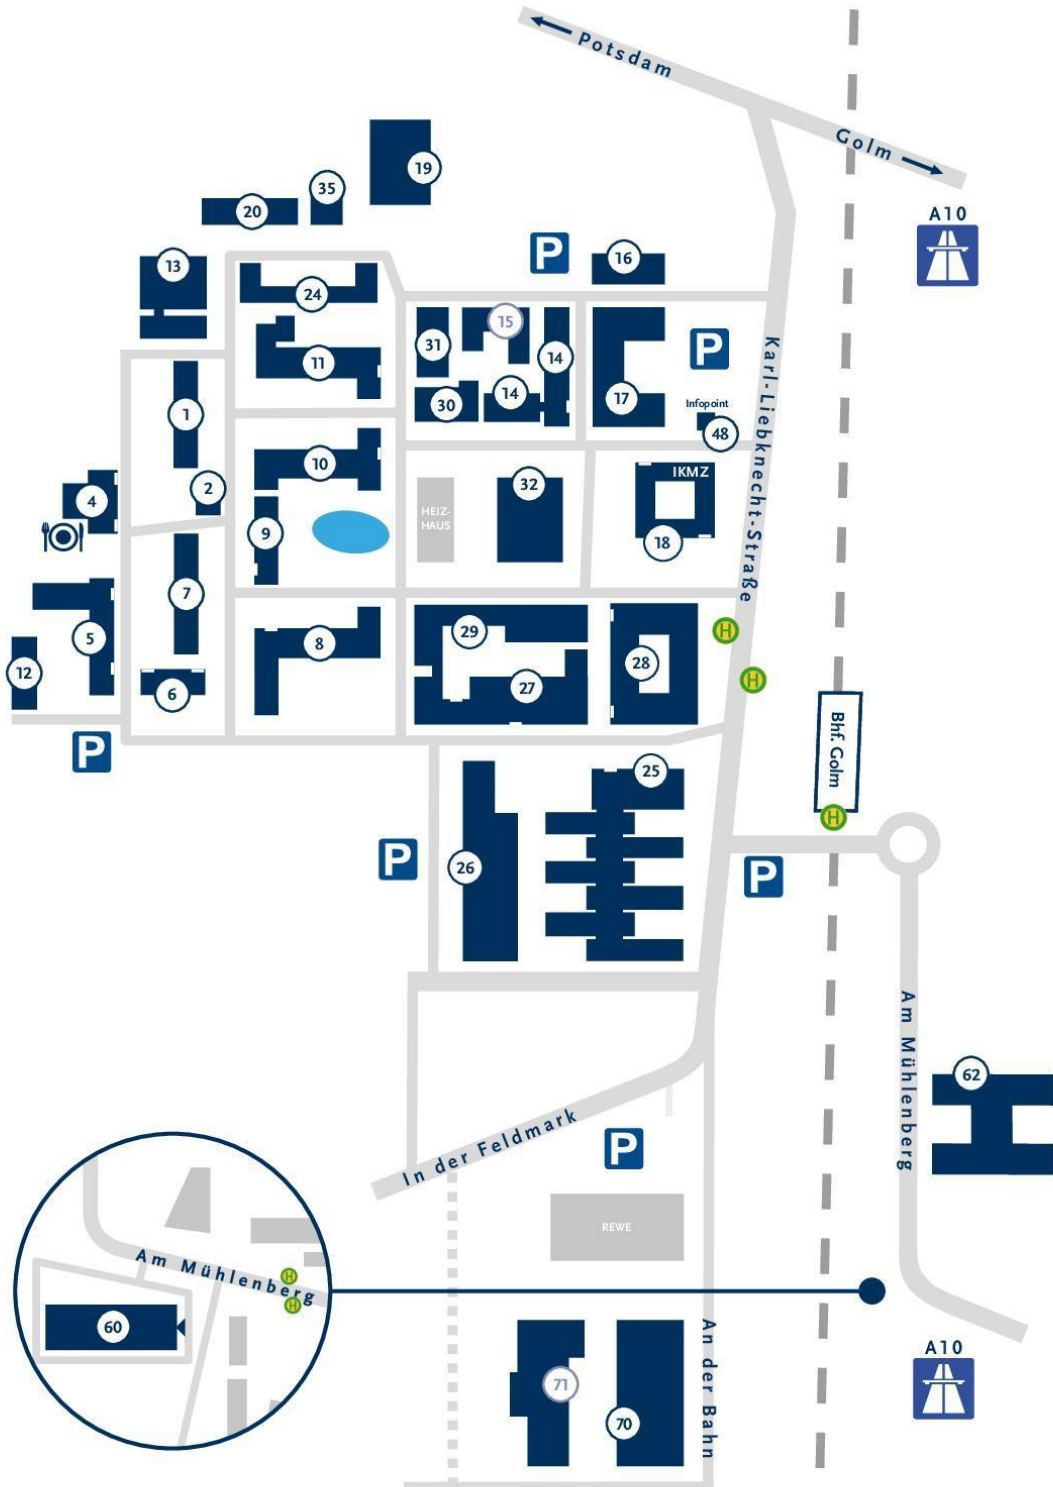 Potsdam
Golm
A10
19
35
20
13
P
16
24
15
31
14
11
Karl-Liebknecht-Straße
P
17
14
30
Infopoint
48
1
10
IKMZ
32
2
4
HEIZ-
HAUS
9
18
7
H
29
5
8
28
12
27
6
H
Bhf. Golm
P
25
H
P
26
P
Am Mühlenberg
62
In der Feldmark
P
REWE
Am Mühlenberg
H
H
60
An der Bahn
A10
71
70